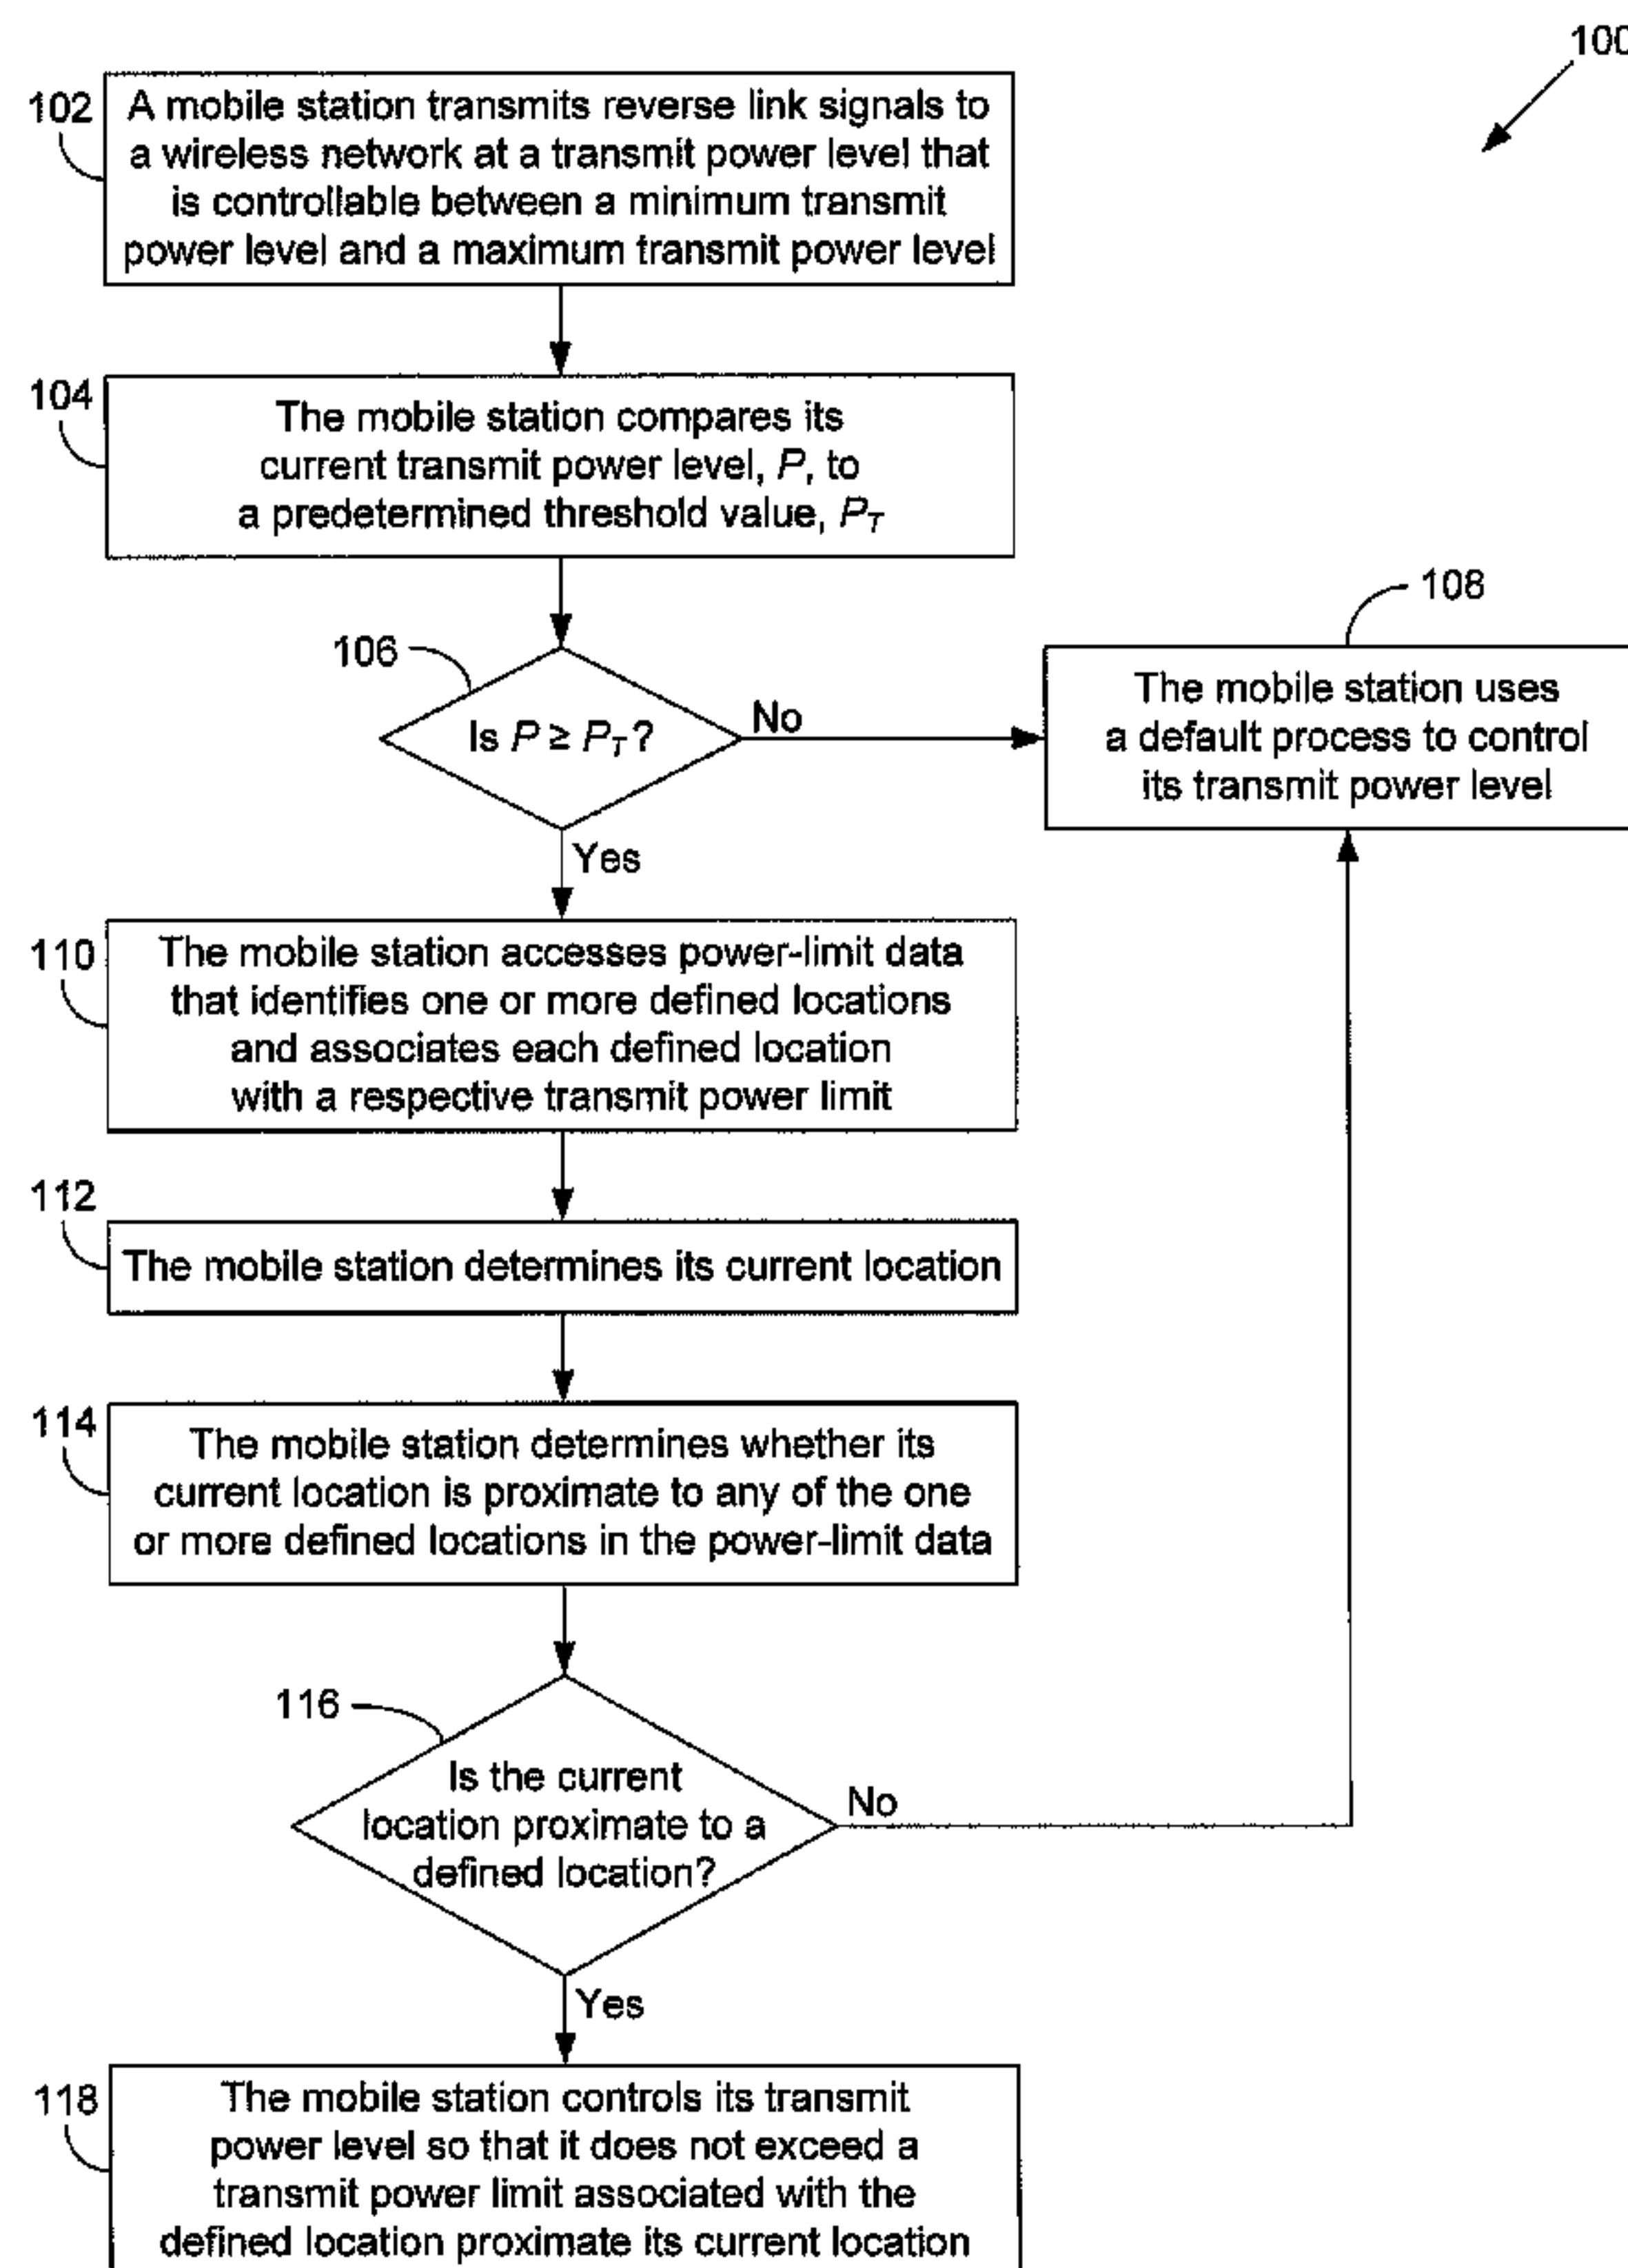 100
102
A mobile station transmits reverse link signals to
a wireless network at a transmit power level that
is controllable between a minimum transmit
power level and a maximum transmit power level
104
The mobile station compares its
current transmit power level, P, to
a predetermined threshold value, P_T
106
Is P ≥ P_T?
No
108
The mobile station uses
a default process to control
its transmit power level
Yes
110
The mobile station accesses power-limit data
that identifies one or more defined locations
and associates each defined location
with a respective transmit power limit
112
The mobile station determines its current location
114
The mobile station determines whether its
current location is proximate to any of the one
or more defined locations in the power-limit data
116
Is the current
location proximate to a
defined location?
No
Yes
118
The mobile station controls its transmit
power level so that it does not exceed a
transmit power limit associated with the
defined location proximate its current location